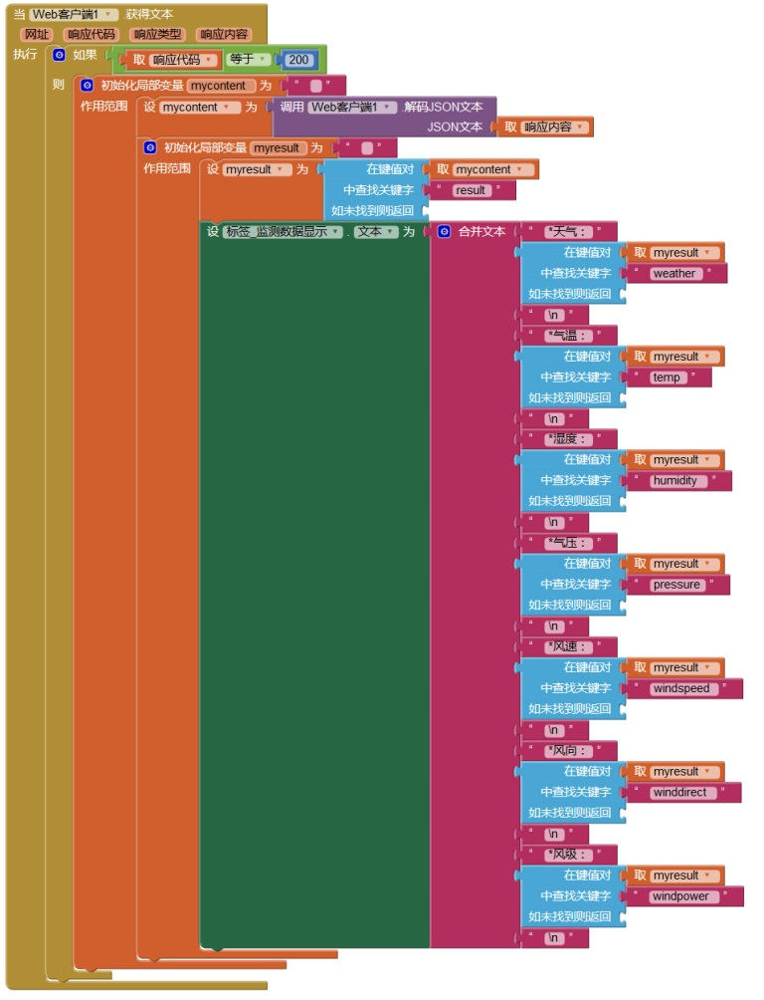 当 Web客户端1 .获得文本
网址 响应代码 响应类型 响应内容
执行 如果 取 响应代码 等于 200
则 初始化局部变量 mycontent 为 “ ”
作用范围 设 mycontent 为 调用 Web客户端1 .解码JSON文本
JSON文本 取 响应内容
初始化局部变量 myresult 为 “ ”
作用范围 设 myresult 为 在键值对 取 mycontent
中查找关键字 “ result ”
如未找到则返回
设 标签_监测数据显示 . 文本 为 合并文本 “ *天气： ”
在键值对 取 myresult
中查找关键字 “ weather ”
如未找到则返回
“ \n ”
“ *气温： ”
在键值对 取 myresult
中查找关键字 “ temp ”
如未找到则返回
“ \n ”
“ *湿度： ”
在键值对 取 myresult
中查找关键字 “ humidity ”
如未找到则返回
“ \n ”
“ *气压： ”
在键值对 取 myresult
中查找关键字 “ pressure ”
如未找到则返回
“ \n ”
“ *风速： ”
在键值对 取 myresult
中查找关键字 “ windspeed ”
如未找到则返回
“ \n ”
“ *风向： ”
在键值对 取 myresult
中查找关键字 “ winddirect ”
如未找到则返回
“ \n ”
“ *风级： ”
在键值对 取 myresult
中查找关键字 “ windpower ”
如未找到则返回
“ \n ”